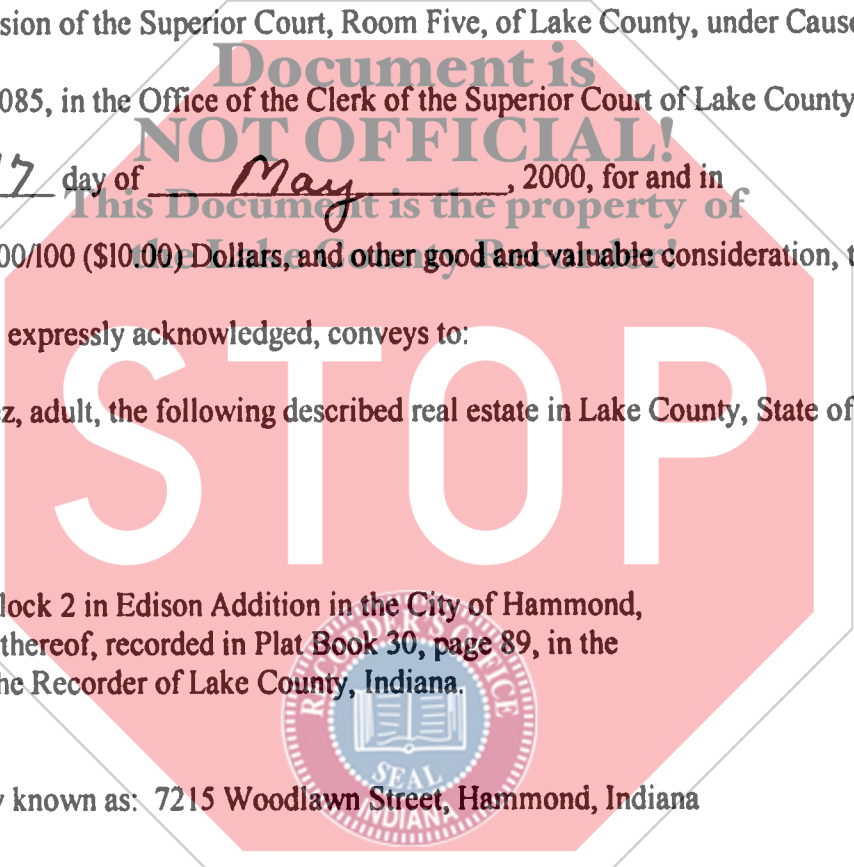 sion of the Superior Court, Room Five, of Lake County, under Cause
Document is
085, in the Office of the Clerk of the Superior Court of Lake County
NOT OFFICIAL!
7 day of May, 2000, for and in
This Document is the property of
00/100 ($10.00) Dollars, and other good and valuable consideration, t
the Lake County Recorder!
expressly acknowledged, conveys to:
STOP
z, adult, the following described real estate in Lake County, State of
lock 2 in Edison Addition in the City of Hammond,
thereof, recorded in Plat Book 30, page 89, in the
he Recorder of Lake County, Indiana.
RECORDER'S OFFICE
SEAL
INDIANA
y known as: 7215 Woodlawn Street, Hammond, Indiana